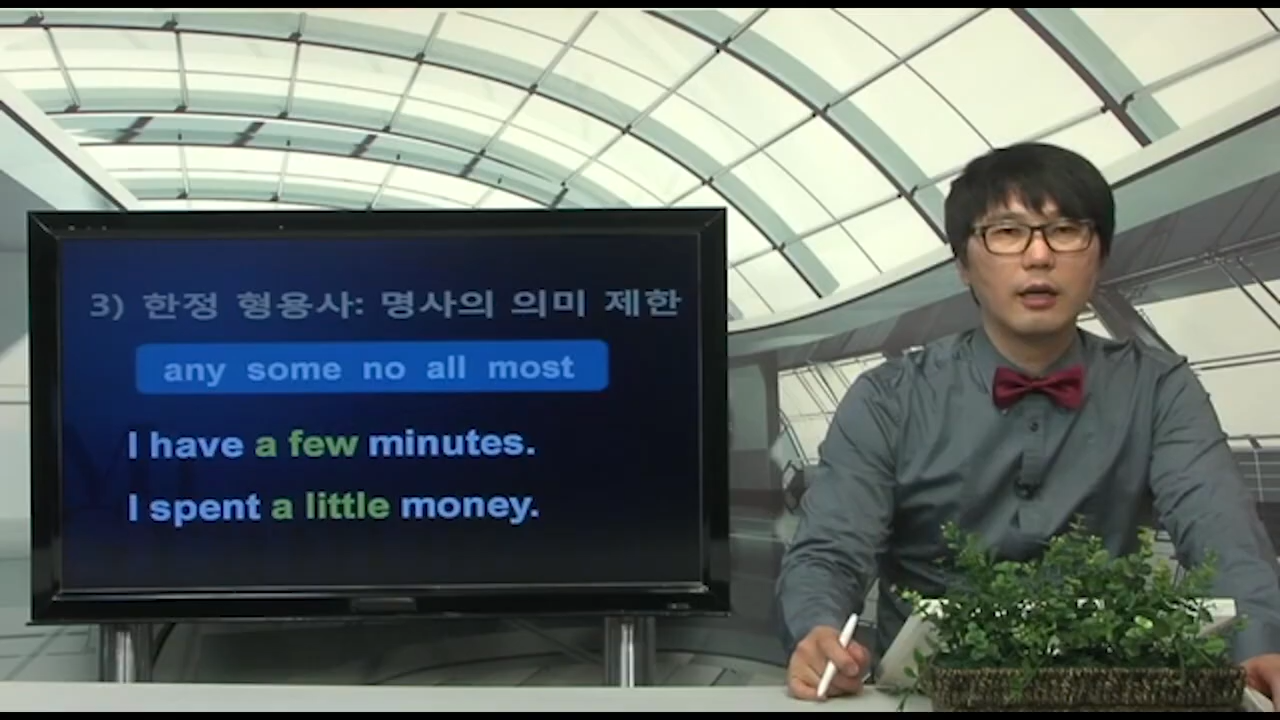 3) 한정 형용사: 명사의 의미 제한
any some no all most
I have a few minutes.
I spent a little money.